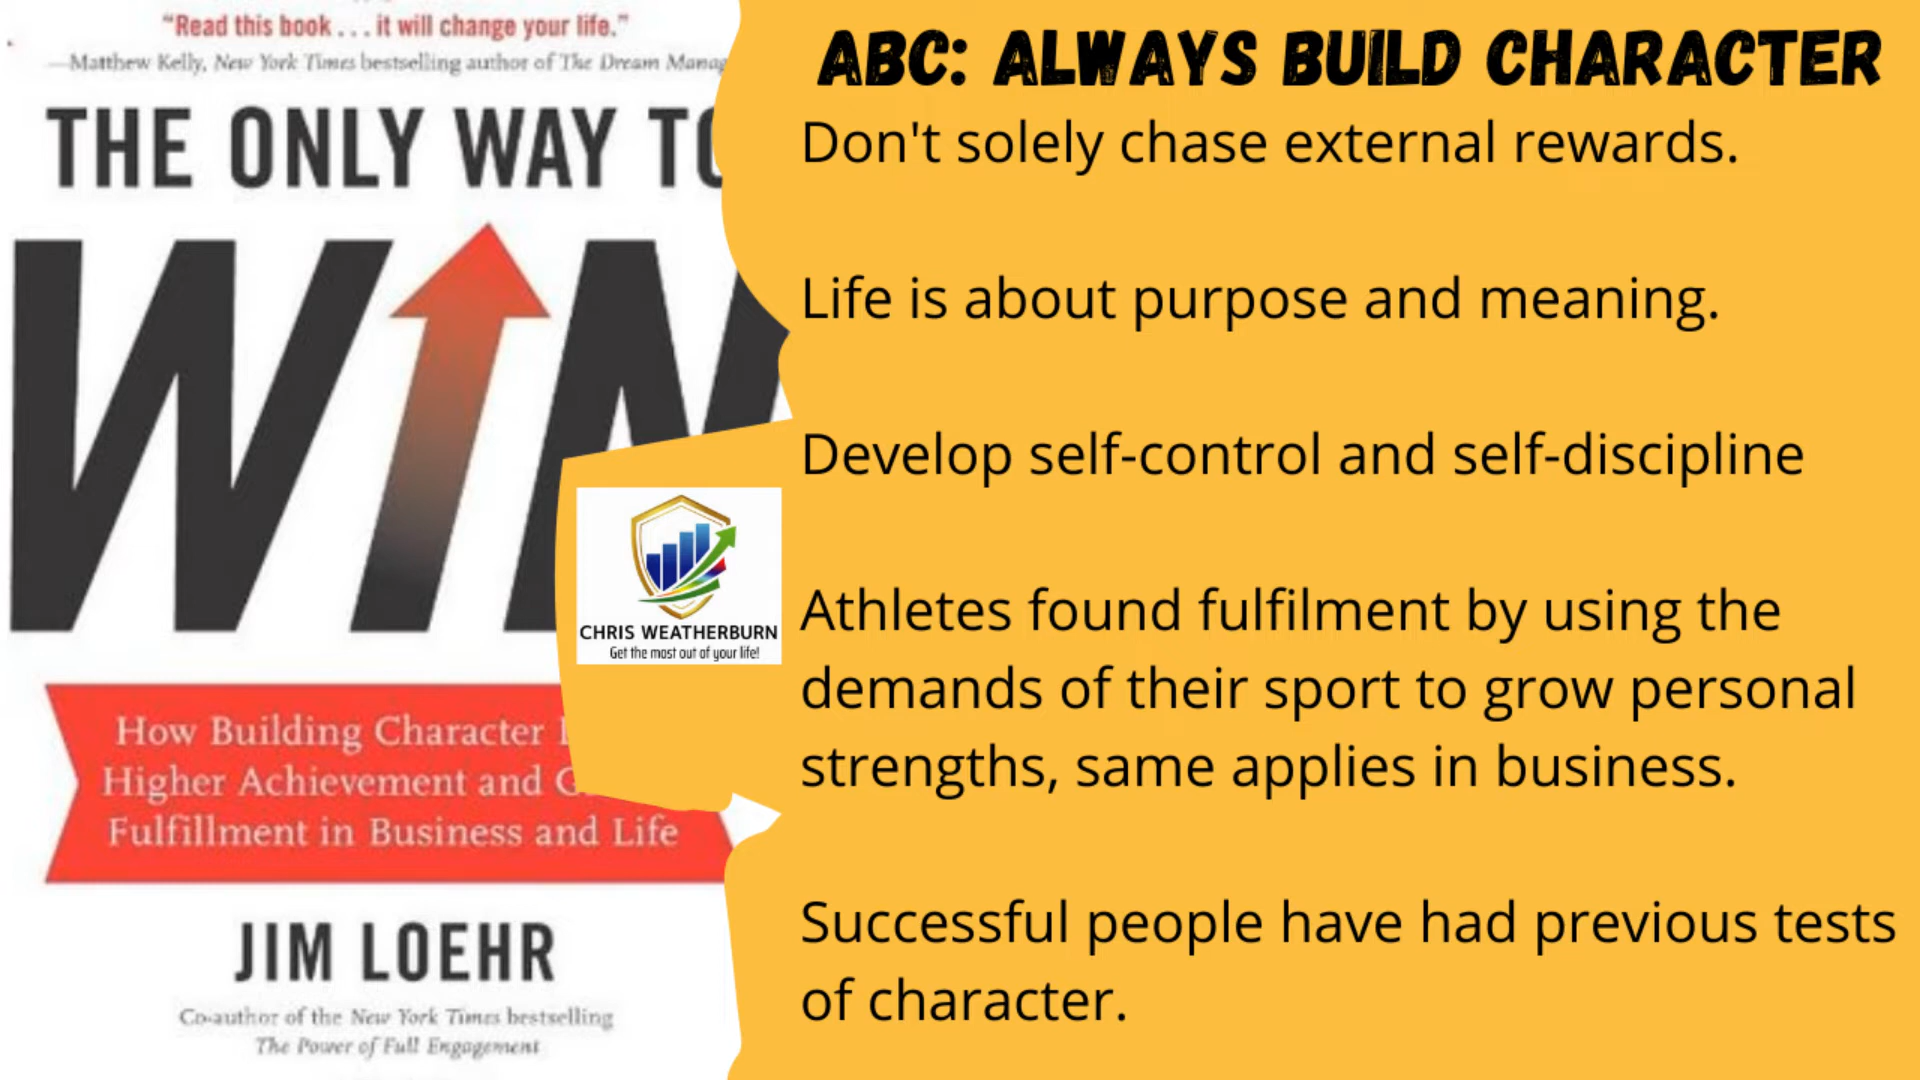 “Read this book . . . it will change your life.”
—Matthew Kelly, New York Times bestselling author of The Dream
THE ONLY WAY TO
WIN
How Building Character
Higher Achievement and
Fulfillment in Business and Life
JIM LOEHR
Co-author of the New York Times bestselling
The Power of Full Engagement
CHRIS WEATHERBURN
Get the most out of your life!
ABC: ALWAYS BUILD CHARACTER
Don't solely chase external rewards.
Life is about purpose and meaning.
Develop self-control and self-discipline
Athletes found fulfilment by using the
demands of their sport to grow personal
strengths, same applies in business.
Successful people have had previous tests
of character.